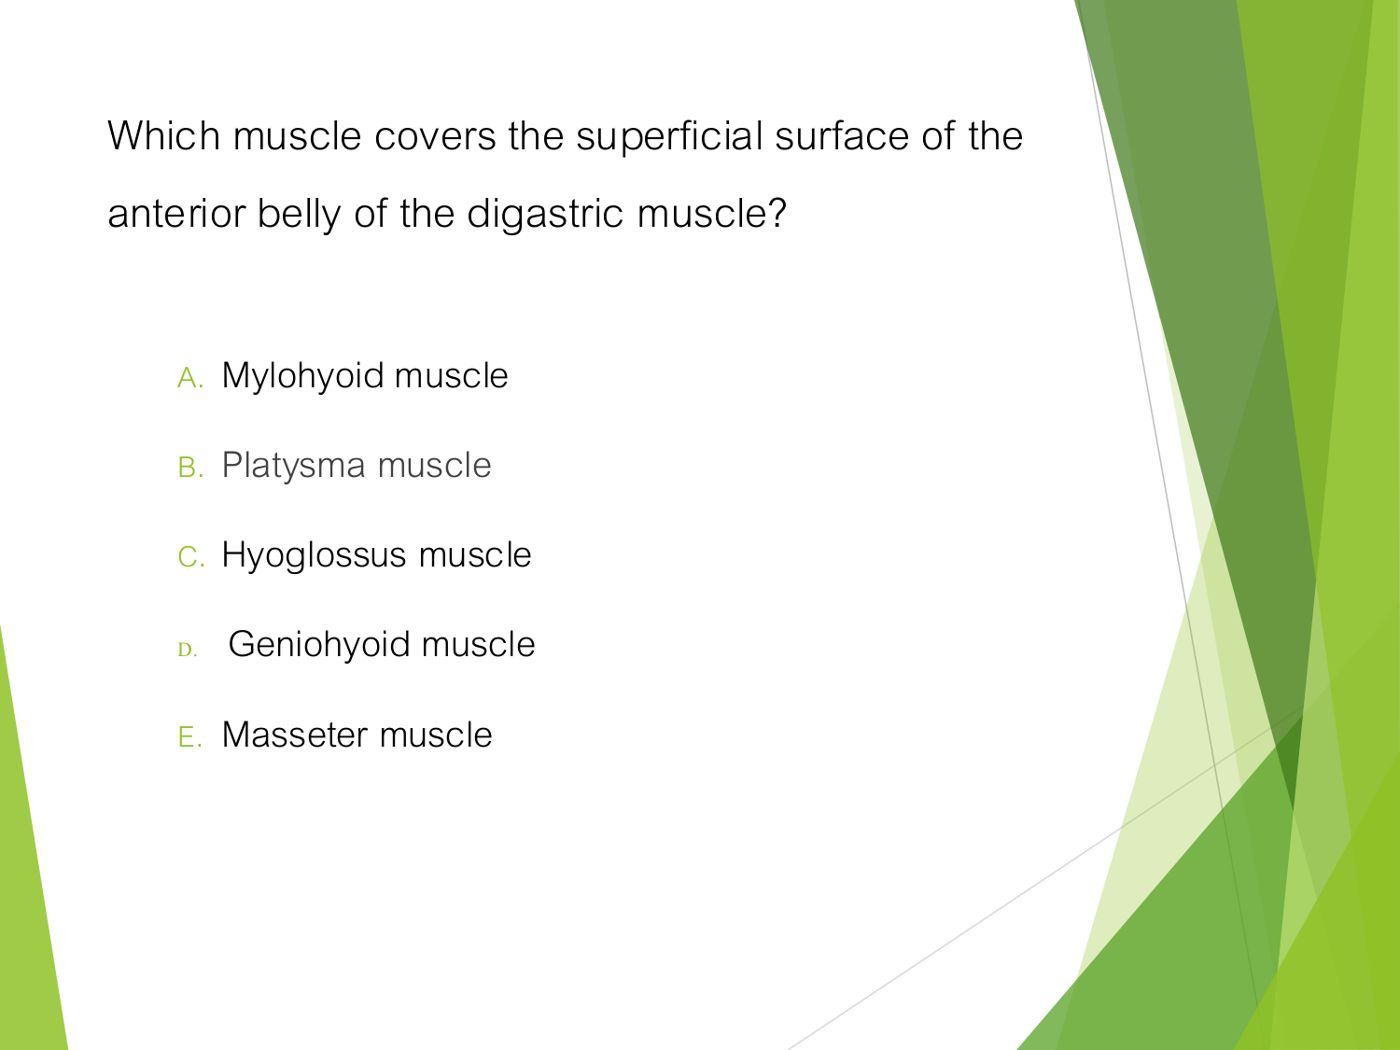 Which muscle covers the superficial surface of the
anterior belly of the digastric muscle?
A. Mylohyoid muscle
B. Platysma muscle
C. Hyoglossus muscle
D. Geniohyoid muscle
E. Masseter muscle